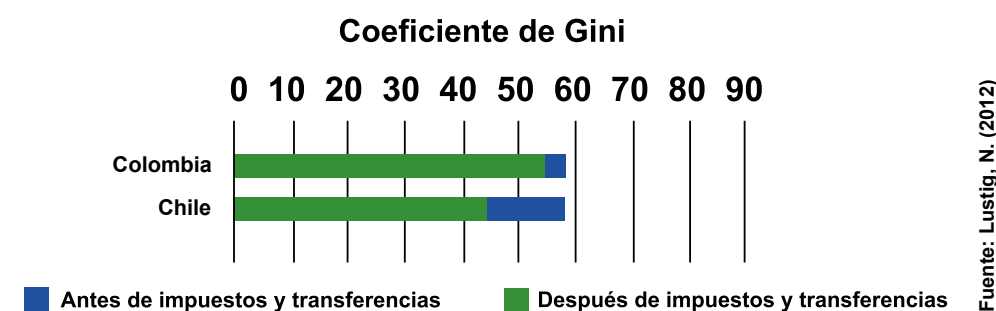 Coeficiente de Gini
0 10 20 30 40 50 60 70 80 90
Colombia
Chile
Antes de impuestos y transferencias
Después de impuestos y transferencias
Fuente: Lustig, N. (2012)